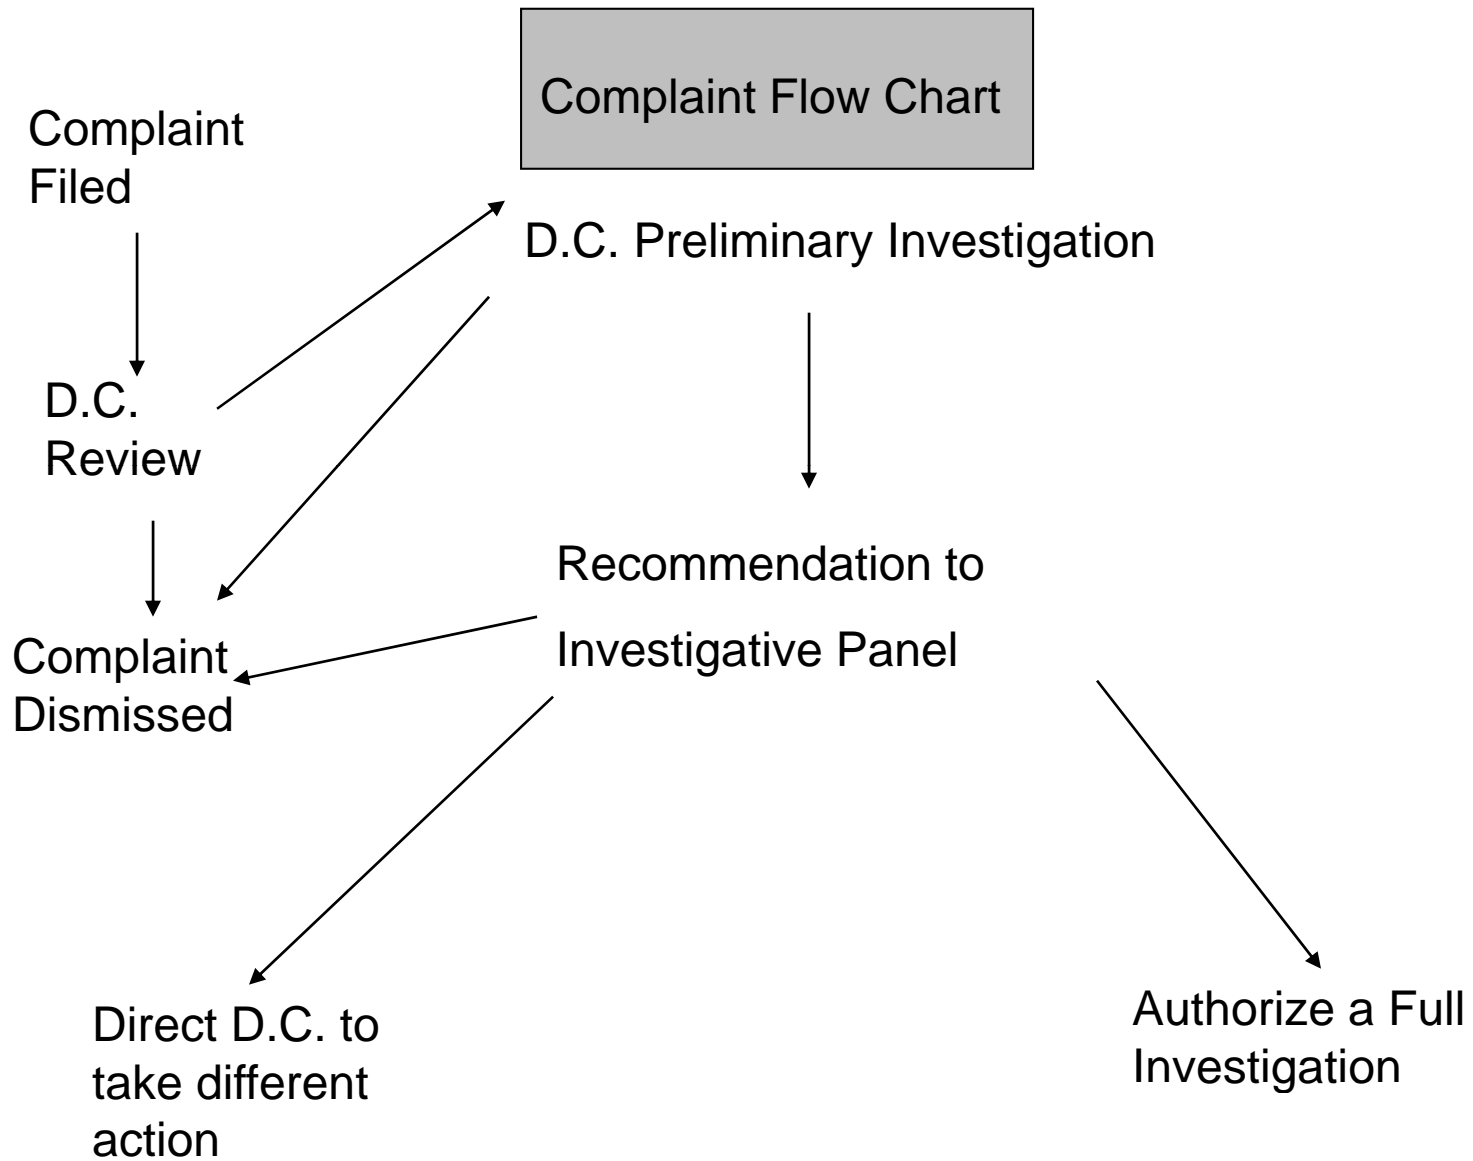 Complaint Flow Chart
Complaint
Filed
D.C. Preliminary Investigation
D.C.
Review
Recommendation to
Investigative Panel
Complaint
Dismissed
Direct D.C. to
take different
action
Authorize a Full
Investigation